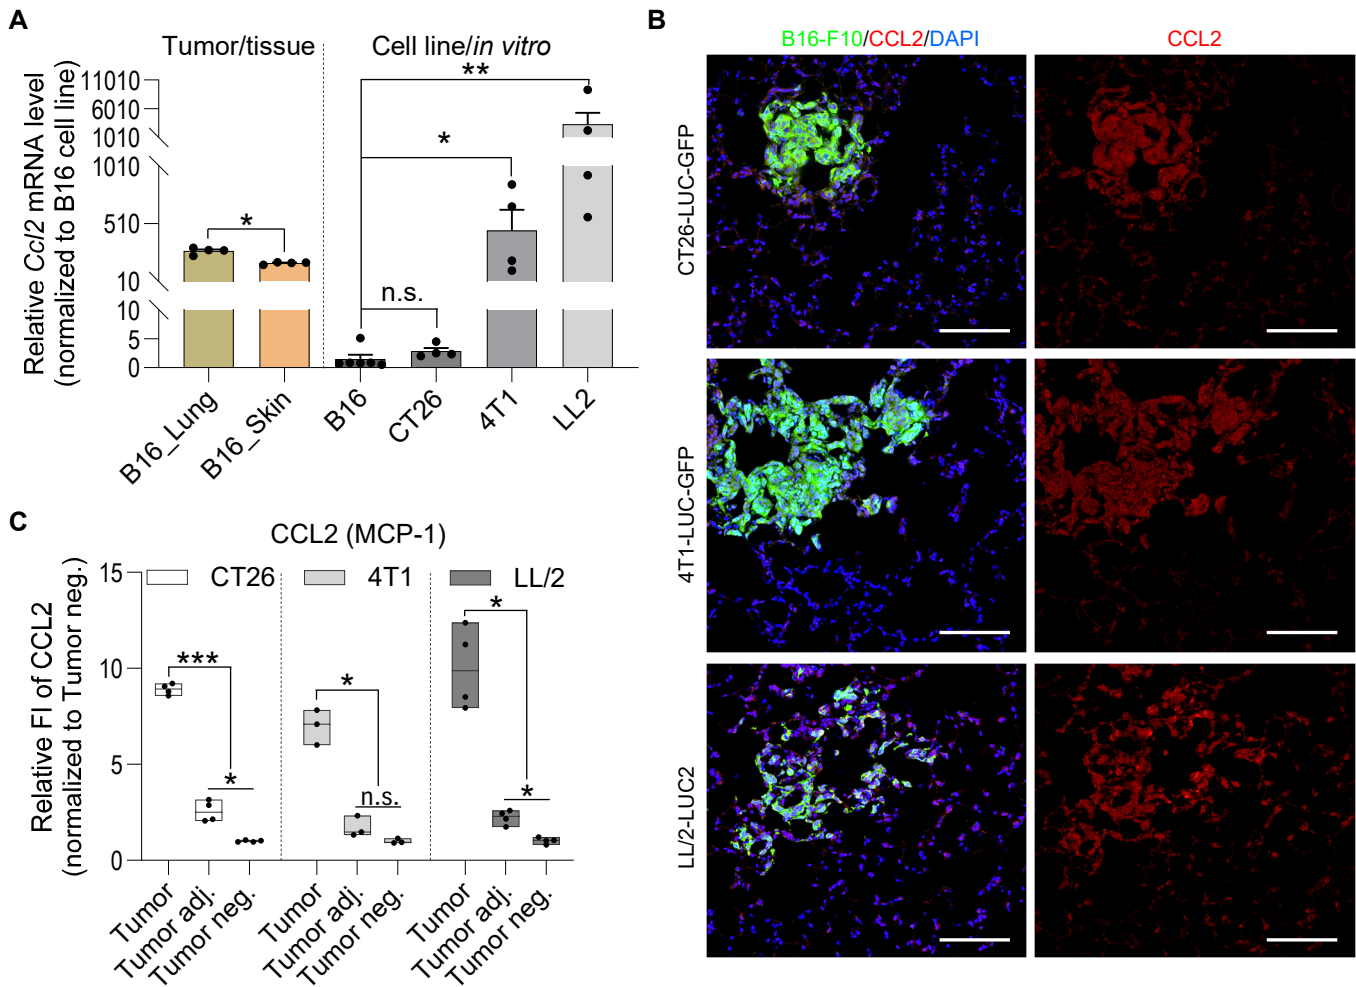 A
Tumor/tissue
Cell line/in vitro
Relative Ccl2 mRNA level
(normalized to B16 cell line)
11010
6010
1010
1010
510
10
10
5
0
*
n.s.
*
**
B16_Lung
B16_Skin
B16
CT26
4T1
LL2
B
B16-F10/CCL2/DAPI
CCL2
CT26-LUC-GFP
4T1-LUC-GFP
LL/2-LUC2
C
CCL2 (MCP-1)
CT26
4T1
LL/2
Relative FI of CCL2
(normalized to Tumor neg.)
15
10
5
0
***
*
*
n.s.
*
*
Tumor
Tumor adj.
Tumor neg.
Tumor
Tumor adj.
Tumor neg.
Tumor
Tumor adj.
Tumor neg.